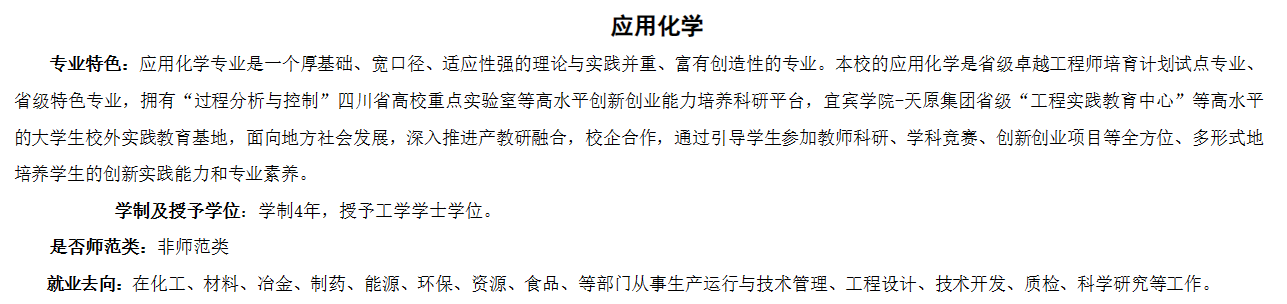 应用化学
专业特色：应用化学专业是一个厚基础、宽口径、适应性强的理论与实践并重、富有创造性的专业。本校的应用化学是省级卓越工程师培育计划试点专业、
省级特色专业，拥有“过程分析与控制”四川省高校重点实验室等高水平创新创业能力培养科研平台，宜宾学院-天原集团省级“工程实践教育中心”等高水平
的大学生校外实践教育基地，面向地方社会发展，深入推进产教研融合，校企合作，通过引导学生参加教师科研、学科竞赛、创新创业项目等全方位、多形式地
培养学生的创新实践能力和专业素养。
学制及授予学位：学制4年，授予工学学士学位。
是否师范类：非师范类
就业去向：在化工、材料、冶金、制药、能源、环保、资源、食品、等部门从事生产运行与技术管理、工程设计、技术开发、质检、科学研究等工作。